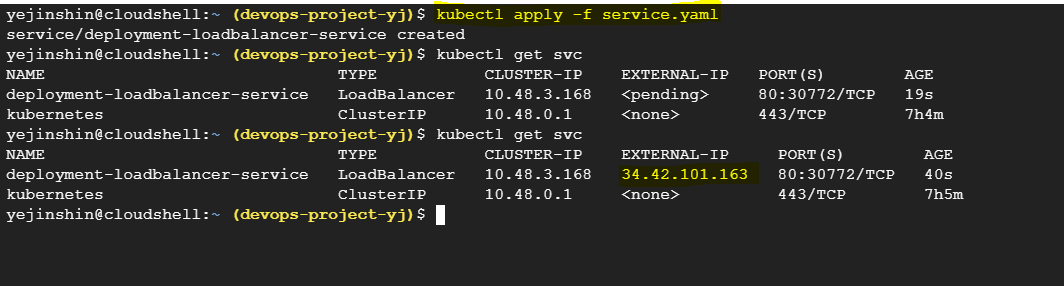 yejinshin@cloudshell:~ (devops-project-yj)$ kubectl apply -f service.yaml
service/deployment-loadbalancer-service created
yejinshin@cloudshell:~ (devops-project-yj)$ kubectl get svc
NAME TYPE CLUSTER-IP EXTERNAL-IP PORT(S) AGE
deployment-loadbalancer-service LoadBalancer 10.48.3.168 <pending> 80:30772/TCP 19s
kubernetes ClusterIP 10.48.0.1 <none> 443/TCP 7h4m
yejinshin@cloudshell:~ (devops-project-yj)$ kubectl get svc
NAME TYPE CLUSTER-IP EXTERNAL-IP PORT(S) AGE
deployment-loadbalancer-service LoadBalancer 10.48.3.168 34.42.101.163 80:30772/TCP 40s
kubernetes ClusterIP 10.48.0.1 <none> 443/TCP 7h5m
yejinshin@cloudshell:~ (devops-project-yj)$